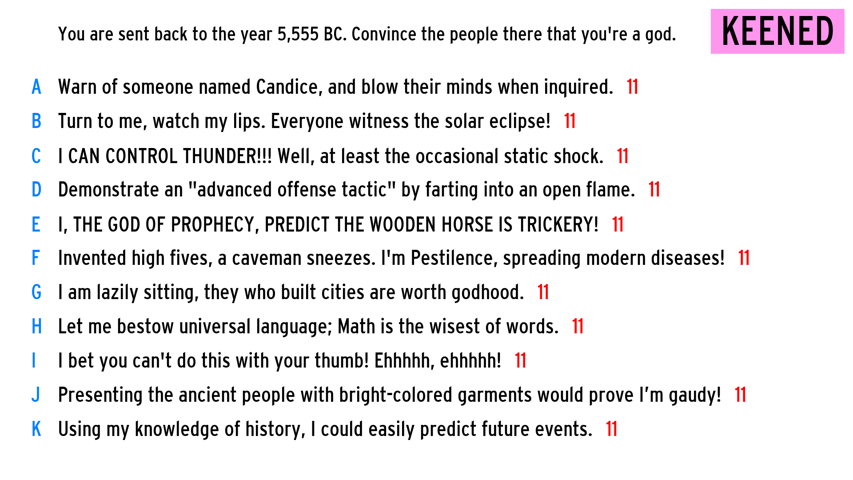 You are sent back to the year 5,555 BC. Convince the people there that you're a god.
KEENED
A Warn of someone named Candice, and blow their minds when inquired. 11
B Turn to me, watch my lips. Everyone witness the solar eclipse! 11
C I CAN CONTROL THUNDER!!! Well, at least the occasional static shock. 11
D Demonstrate an "advanced offense tactic" by farting into an open flame. 11
E I, THE GOD OF PROPHECY, PREDICT THE WOODEN HORSE IS TRICKERY! 11
F Invented high fives, a caveman sneezes. I'm Pestilence, spreading modern diseases! 11
G I am lazily sitting, they who built cities are worth godhood. 11
H Let me bestow universal language; Math is the wisest of words. 11
I I bet you can't do this with your thumb! Ehhhhh, ehhhhh! 11
J Presenting the ancient people with bright-colored garments would prove I’m gaudy! 11
K Using my knowledge of history, I could easily predict future events. 11